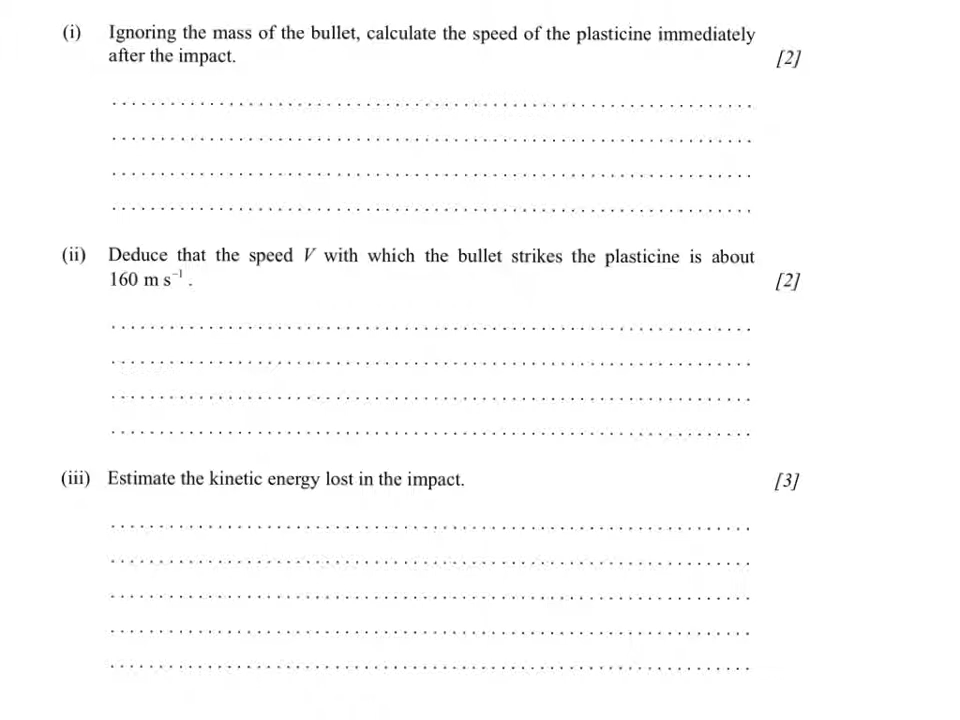 (i) Ignoring the mass of the bullet, calculate the speed of the plasticine immediately
after the impact. [2]
(ii) Deduce that the speed V with which the bullet strikes the plasticine is about
160 m s⁻¹ . [2]
(iii) Estimate the kinetic energy lost in the impact. [3]